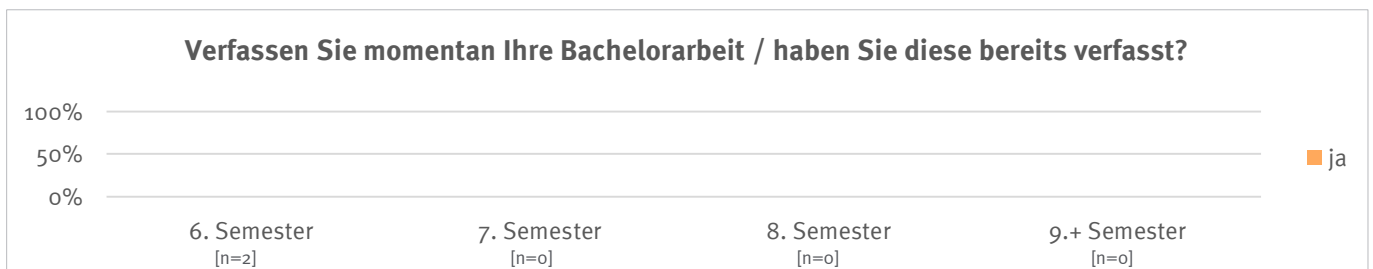 Verfassen Sie momentan Ihre Bachelorarbeit / haben Sie diese bereits verfasst?
100%
50%
0%
ja
6. Semester
[n=2]
7. Semester
[n=0]
8. Semester
[n=0]
9.+ Semester
[n=0]